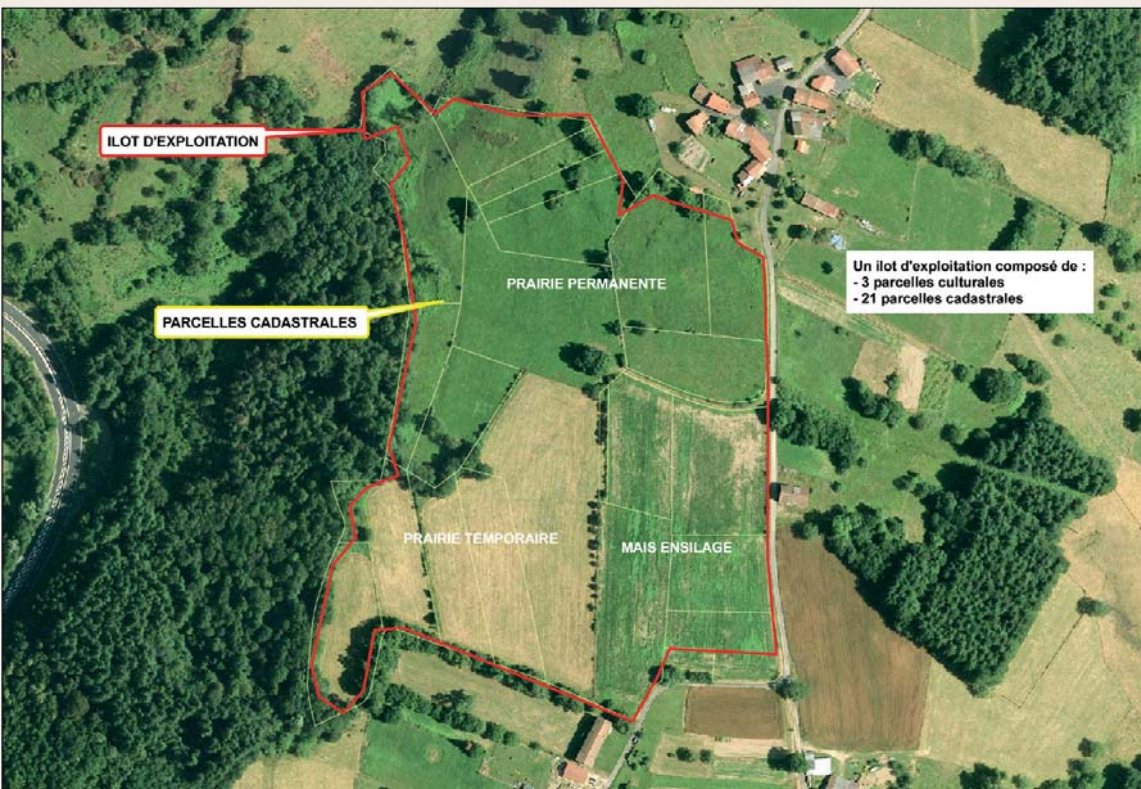 ILOT D'EXPLOITATION
Un ilot d'exploitation composé de :
- 3 parcelles culturales
- 21 parcelles cadastrales
PRAIRIE PERMANENTE
PARCELLES CADASTRALES
PRAIRIE TEMPORAIRE
MAIS ENSILAGE